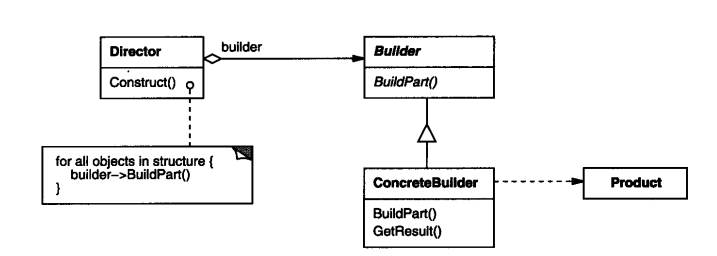 Director
Construct()
builder
Builder
BuildPart()
for all objects in structure {
builder->BuildPart()
}
ConcreteBuilder
BuildPart()
GetResult()
Product